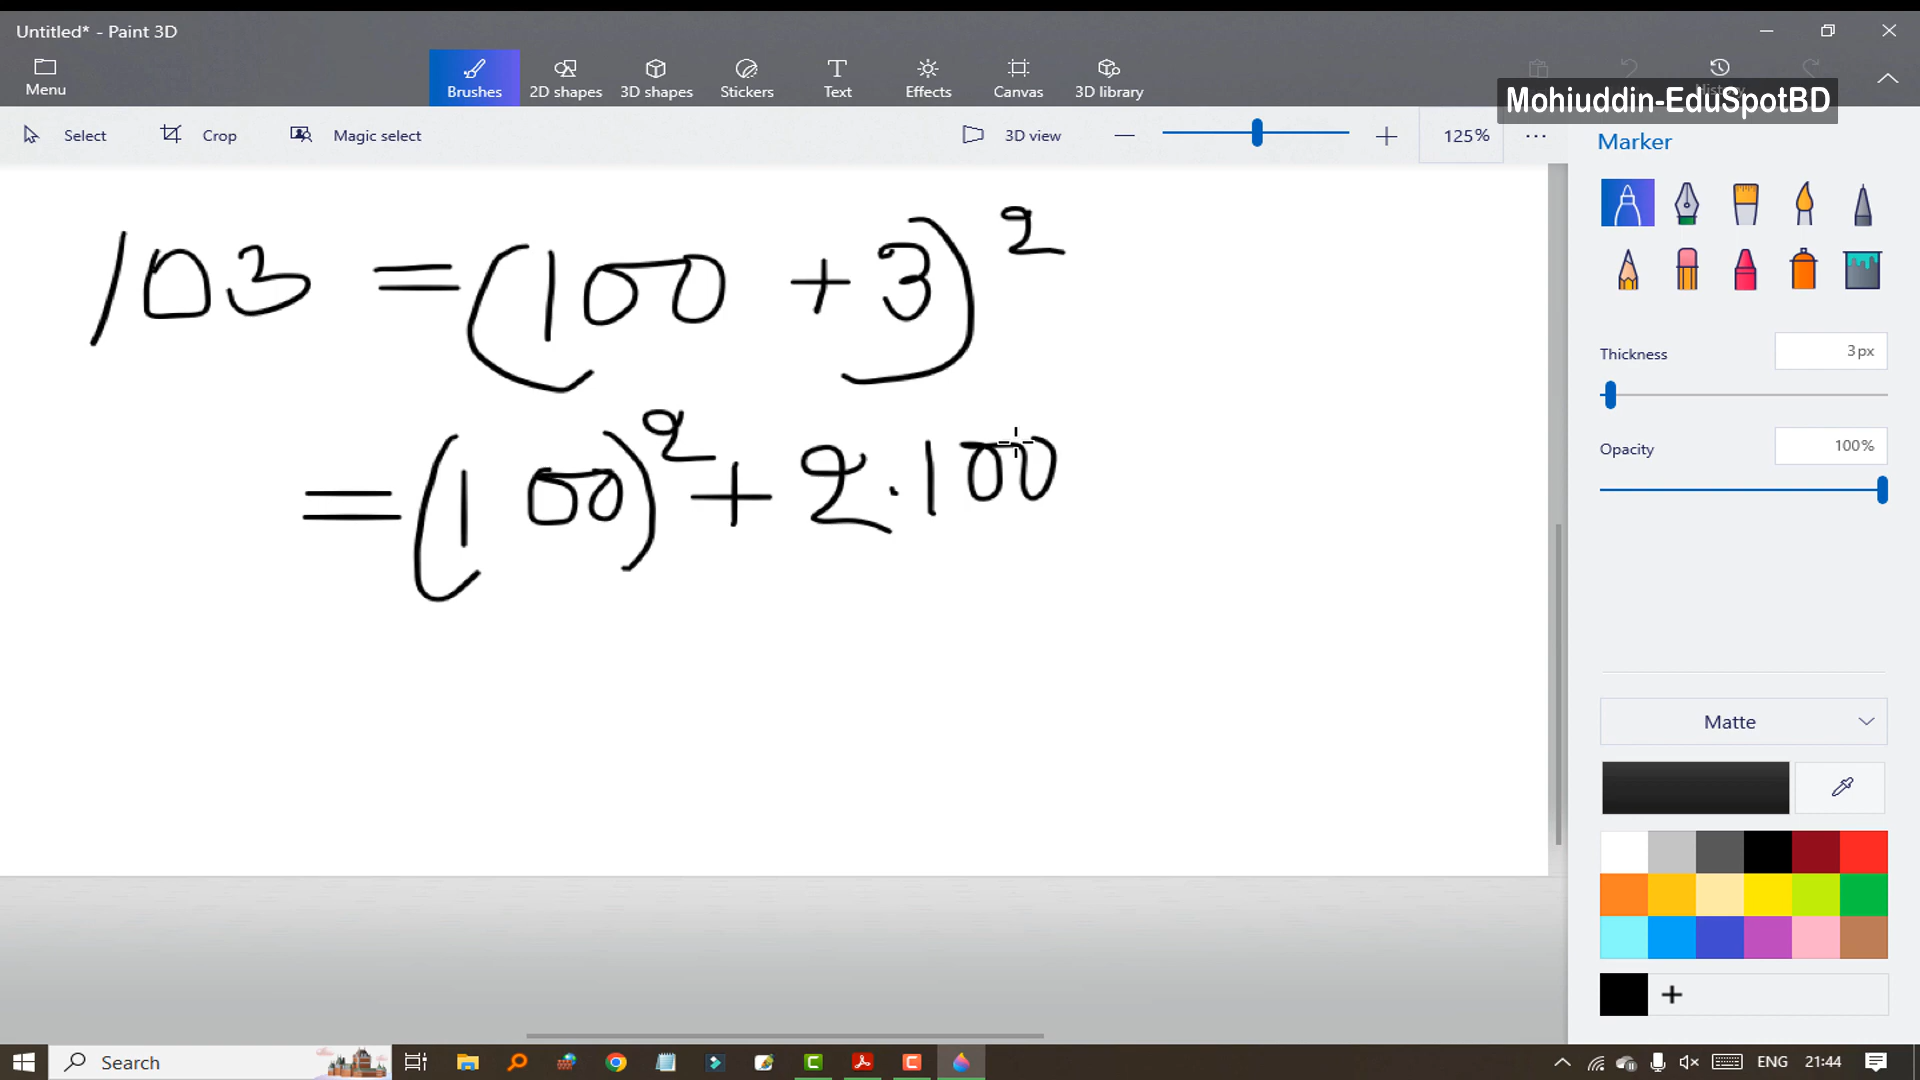 Untitled* - Paint 3D
Menu
Brushes
2D shapes
3D shapes
Stickers
Text
Effects
Canvas
3D library
Mohiuddin-EduSpotBD
Select
Crop
Magic select
3D view
125%
Marker
103 = (100 + 3)²
= (100)² + 2.100
Thickness
3px
Opacity
100%
Matte
Search
ENG
21:44